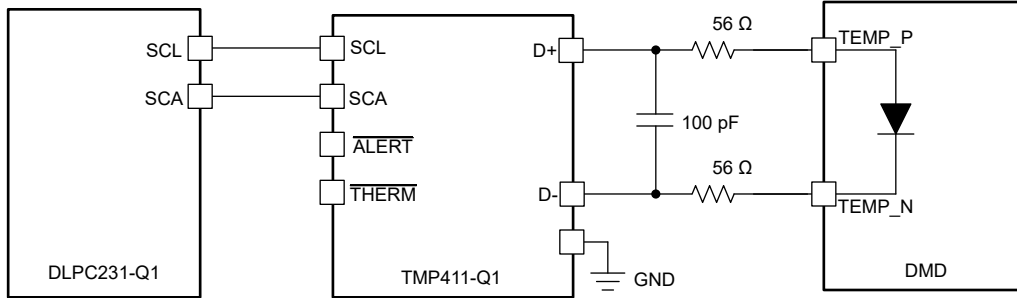 SCL
SCL
D+
56 Ω
TEMP_P
SCA
SCA
100 pF
ALERT
THERM
D-
56 Ω
TEMP_N
DLPC231-Q1
TMP411-Q1
GND
DMD